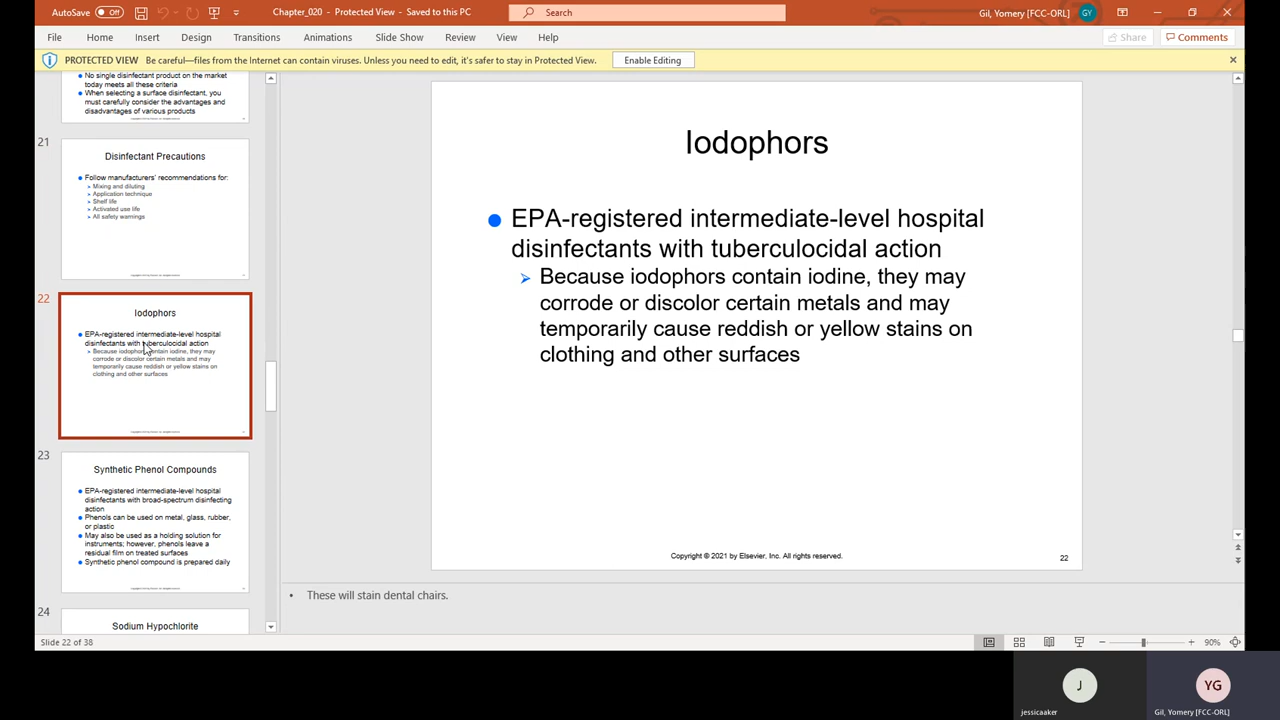 AutoSave Off Chapter_020 - Protected View - Saved to this PC Search Gil, Yomery [FCC-ORL] GY
File Home Insert Design Transitions Animations Slide Show Review View Help Share Comments
PROTECTED VIEW Be careful—files from the Internet can contain viruses. Unless you need to edit, it's safer to stay in Protected View. Enable Editing
No single disinfectant product on the market
today meets all these criteria
When selecting a surface disinfectant, you
must carefully consider the advantages and
disadvantages of various products
21
Disinfectant Precautions
Follow manufacturers' recommendations for:
Mixing and diluting
Application technique
Shelf life
Activated use life
All safety warnings
22
Iodophors
EPA-registered intermediate-level hospital
disinfectants with tuberculocidal action
Because iodophors contain iodine, they may
corrode or discolor certain metals and may
temporarily cause reddish or yellow stains on
clothing and other surfaces
23
Synthetic Phenol Compounds
EPA-registered intermediate-level hospital
disinfectants with broad-spectrum disinfecting
action
Phenols can be used on metal, glass, rubber,
or plastic
May also be used as a holding solution for
instruments; however, phenols leave a
residual film on treated surfaces
Synthetic phenol compound is prepared daily
24
Sodium Hypochlorite
Iodophors
EPA-registered intermediate-level hospital
disinfectants with tuberculocidal action
Because iodophors contain iodine, they may
corrode or discolor certain metals and may
temporarily cause reddish or yellow stains on
clothing and other surfaces
Copyright © 2021 by Elsevier, Inc. All rights reserved.
22
These will stain dental chairs.
Slide 22 of 38
90%
J
jessicaaker
YG
Gil, Yomery [FCC-ORL]